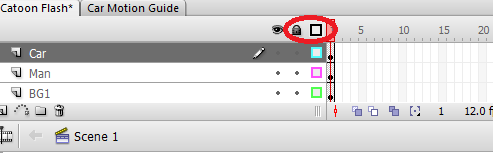 Catoon Flash* Car Motion Guide
5 10 15 20
Car
Man
BG1
1 12.0 f
Scene 1